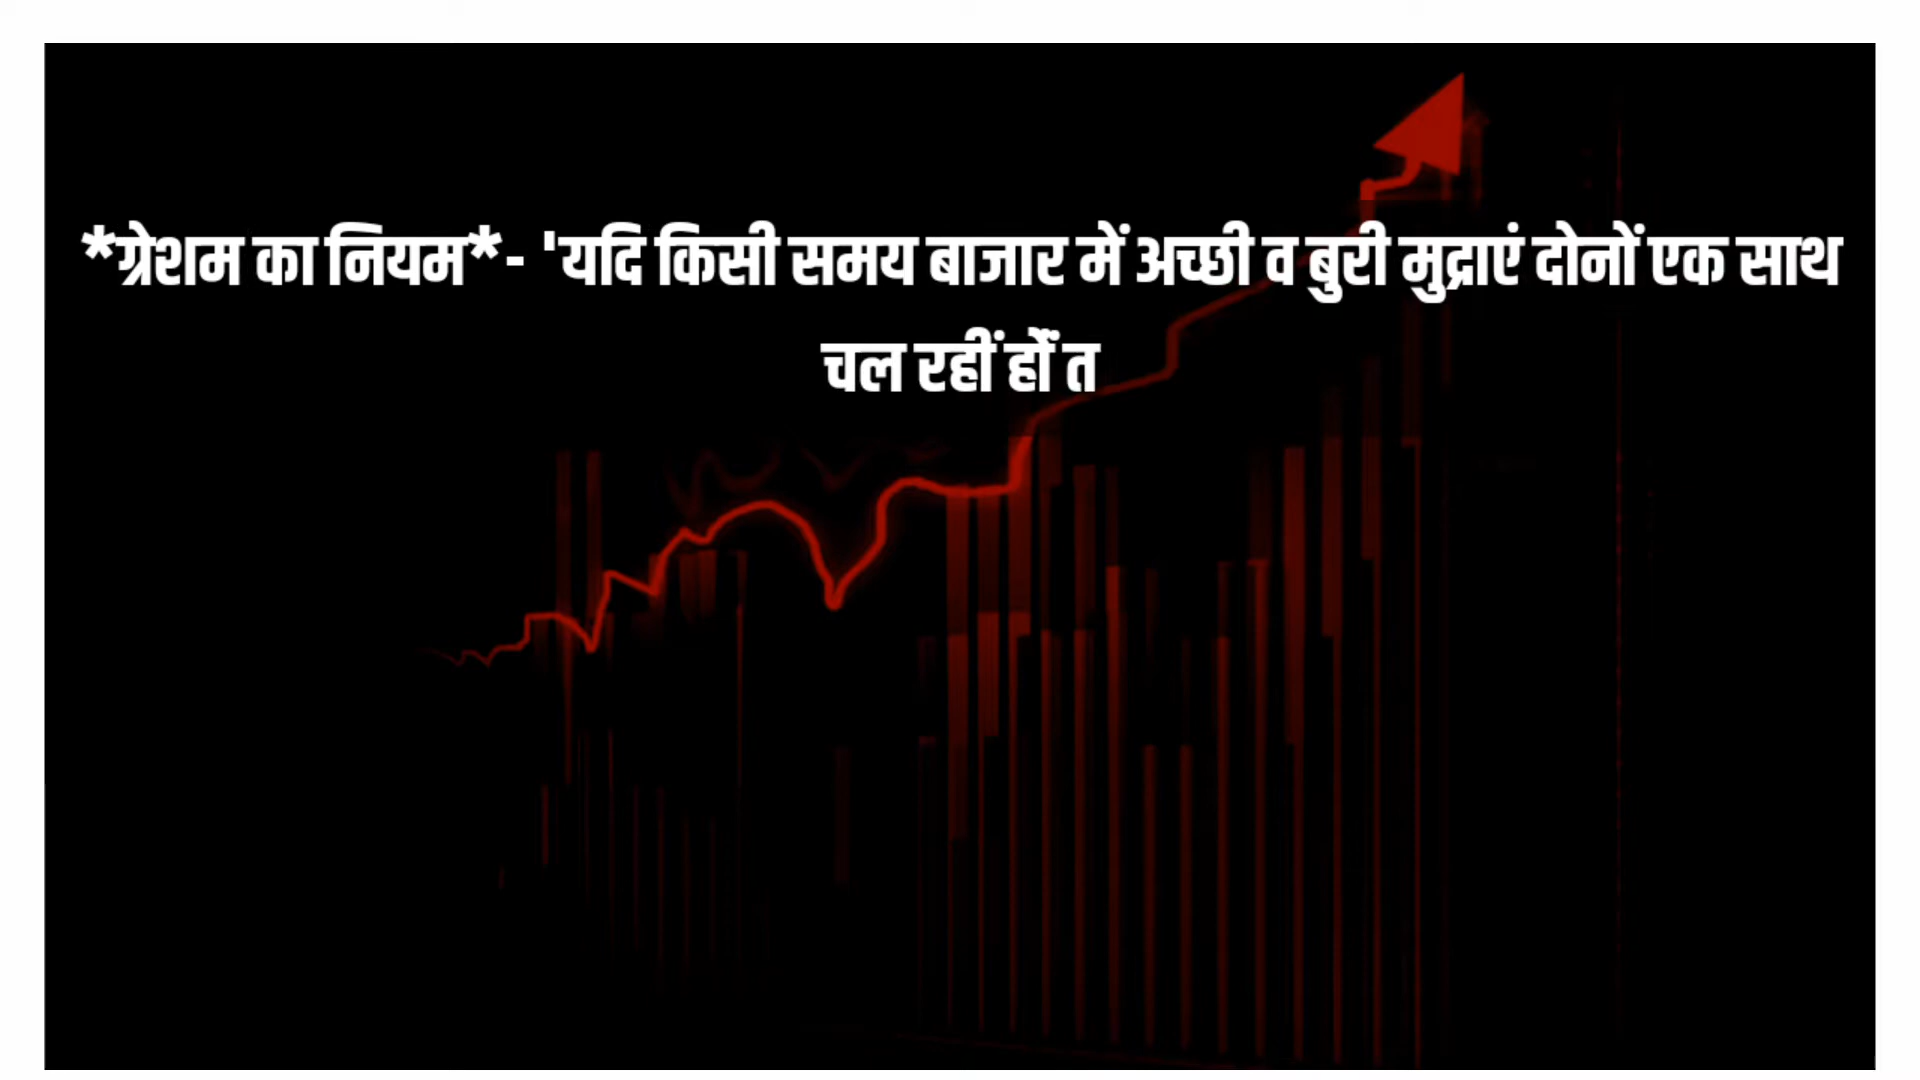 *ग्रेशम का नियम*- 'यदि किसी समय बाजार में अच्छी व बुरी मुद्राएं दोनों एक साथ
चल रहीं हों त